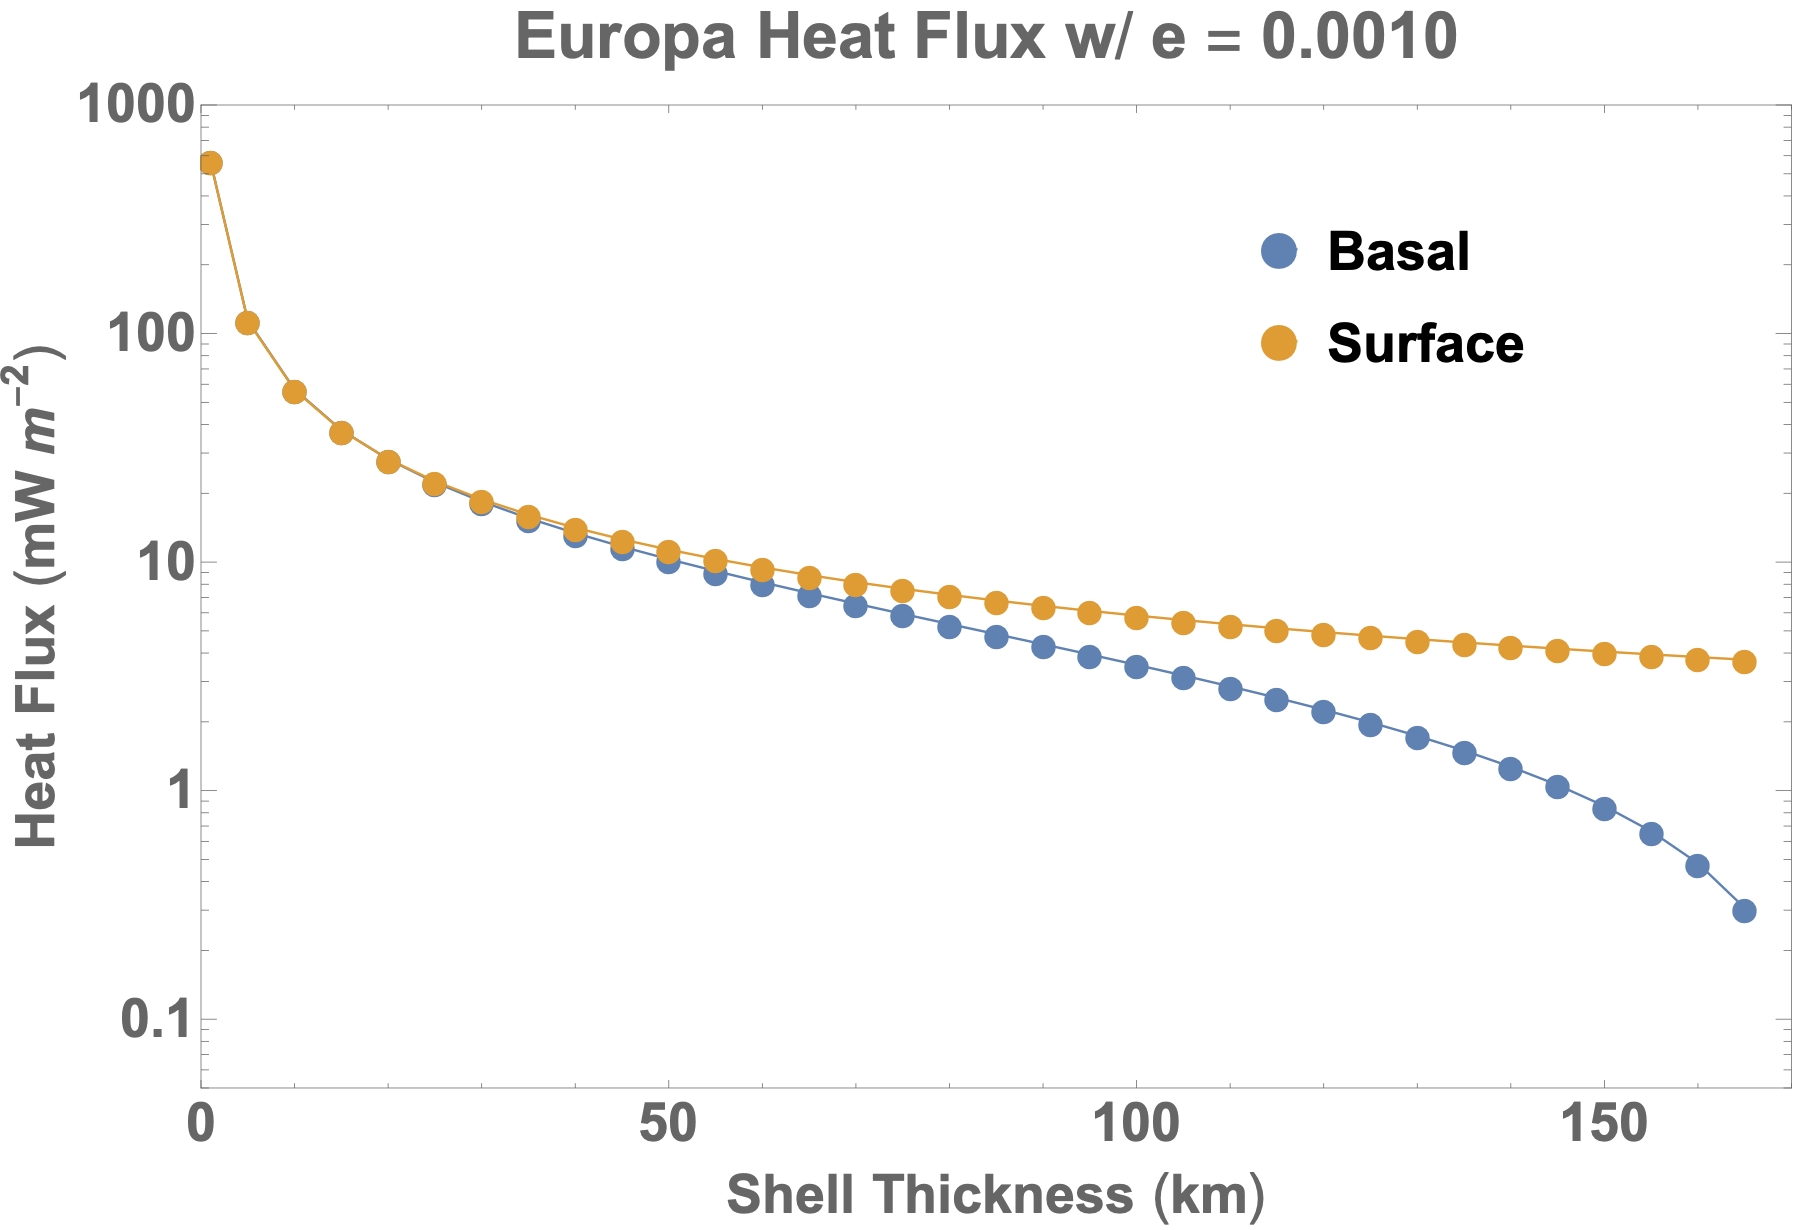 Europa Heat Flux w/ e = 0.0010
1000
100
10
1
0.1
Heat Flux (mW m⁻²)
Basal
Surface
0
50
100
150
Shell Thickness (km)